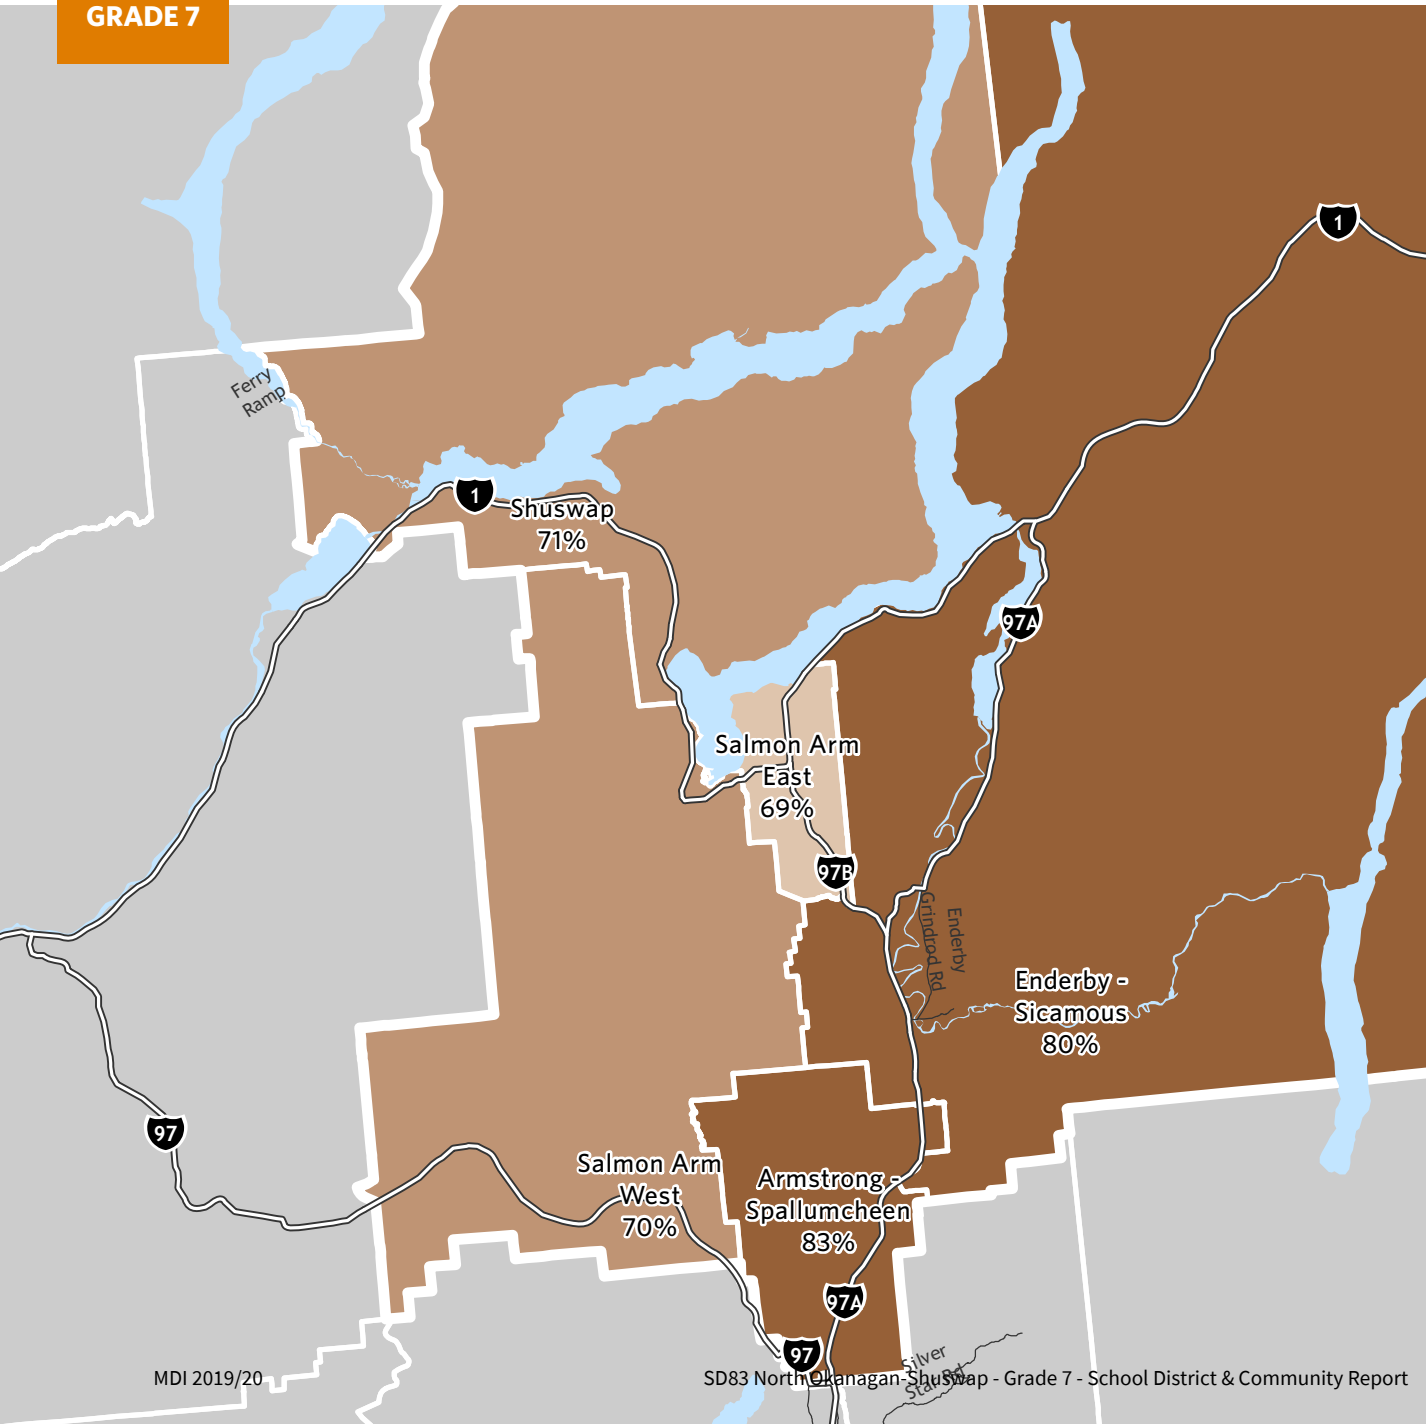 GRADE 7
1
Ferry
Ramp
1
Shuswap
71%
97A
Salmon Arm
East
69%
97B
Enderby
Grindrod Rd
Enderby -
Sicamous
80%
97
Salmon Arm
West
70%
Armstrong -
Spallumcheen
83%
97A
97
Silver
Star Rd
MDI 2019/20
SD83 North Okanagan-Shuswap - Grade 7 - School District & Community Report